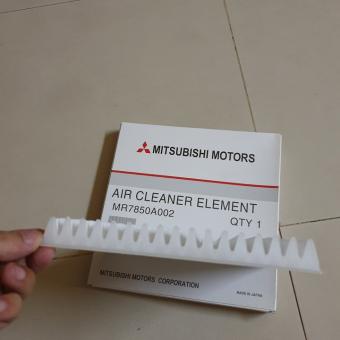 MITSUBISHI MOTORS
AIR CLEANER ELEMENT
MR7850A002
QTY 1
MITSUBISHI MOTORS CORPORATION
MADE IN JAPAN